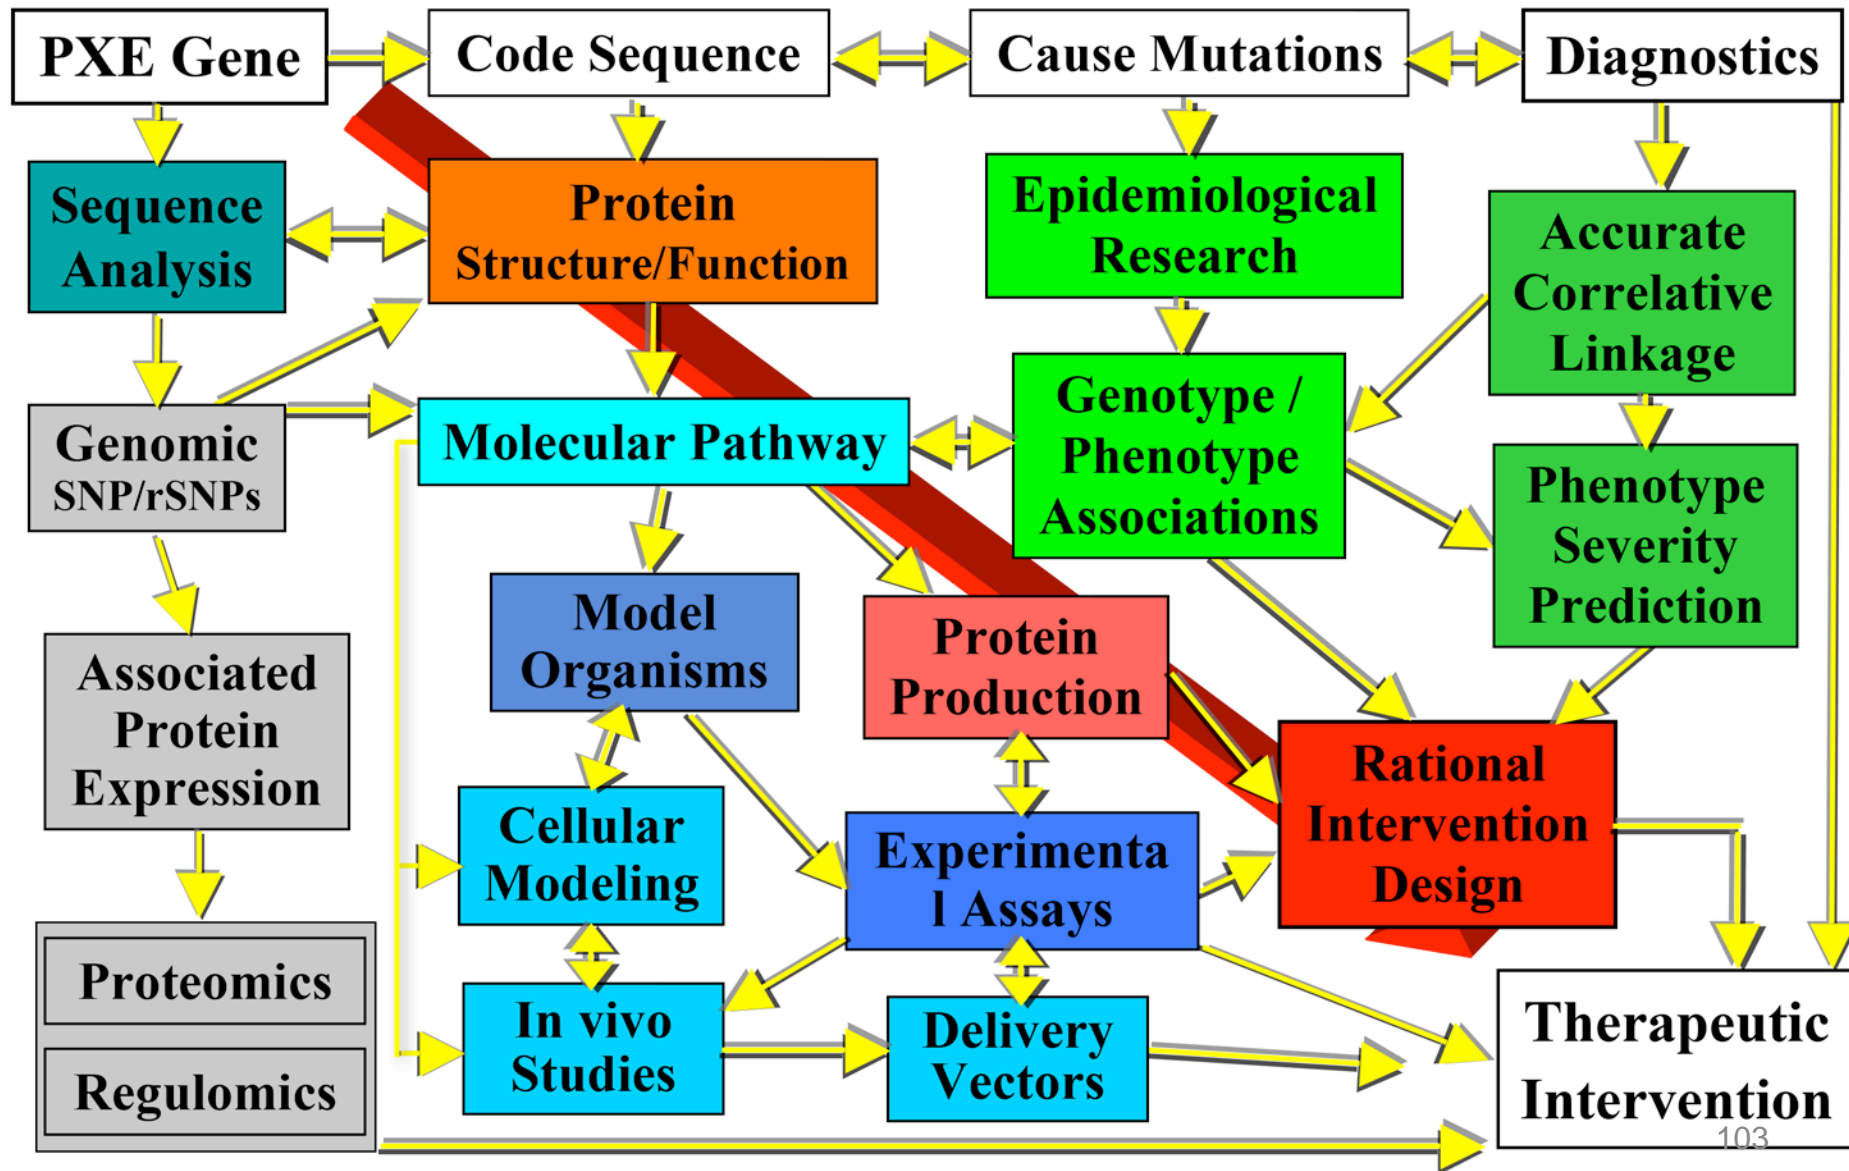 PXE Gene
Code Sequence
Cause Mutations
Diagnostics
Sequence
Analysis
Protein
Structure/Function
Epidemiological
Research
Accurate
Correlative
Linkage
Genomic
SNP/rSNPs
Molecular Pathway
Genotype /
Phenotype
Associations
Phenotype
Severity
Prediction
Associated
Protein
Expression
Model
Organisms
Protein
Production
Rational
Intervention
Design
Cellular
Modeling
Experimenta
l Assays
Proteomics
Regulomics
In vivo
Studies
Delivery
Vectors
Therapeutic
Intervention
103